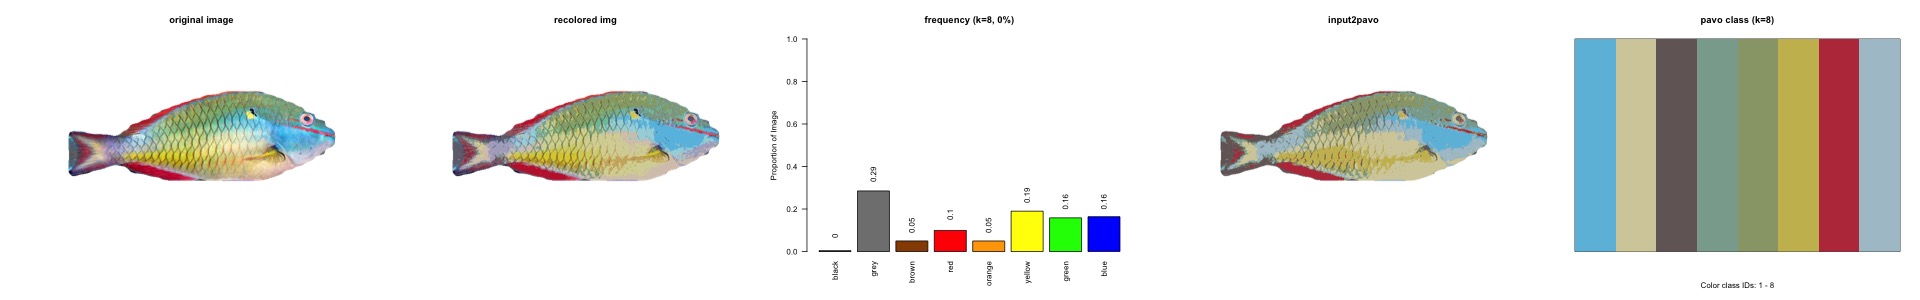 original image
recolored img
frequency (k=8, 0%)
input2pavo
pavo class (k=8)
Proportion of Image
1.0
0.8
0.6
0.4
0.2
0.0
0
0.29
0.05
0.1
0.05
0.19
0.16
0.16
black
grey
brown
red
orange
yellow
green
blue
Color class IDs: 1 - 8